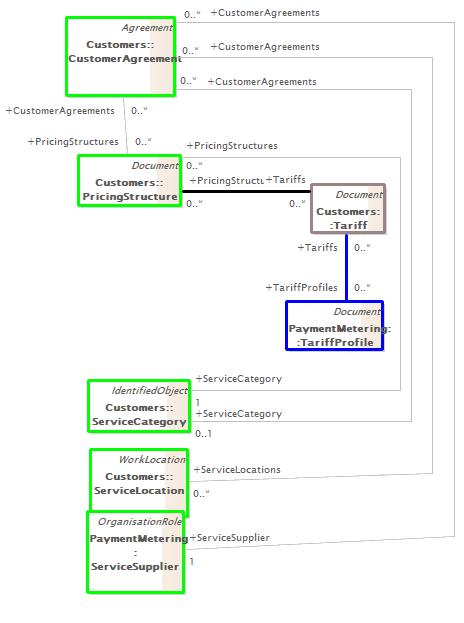 0..* +CustomerAgreements
Agreement
Customers::
CustomerAgreement
0..* +CustomerAgreements
0..* +CustomerAgreements
+CustomerAgreements 0..*
+PricingStructures 0..*
+PricingStructures
Document
0..*
Customers::
PricingStructure
+PricingStructu
+Tariffs
0..*
0..*
Document
Customers:
:Tariff
+Tariffs 0..*
+TariffProfiles 0..*
Document
PaymentMetering:
:TariffProfile
+ServiceCategory
IdentifiedObject
1
Customers::
ServiceCategory
+ServiceCategory
0..1
WorkLocation
Customers::
ServiceLocation
+ServiceLocations
0..*
OrganisationRole
PaymentMetering
:
ServiceSupplier
+ServiceSupplier
1